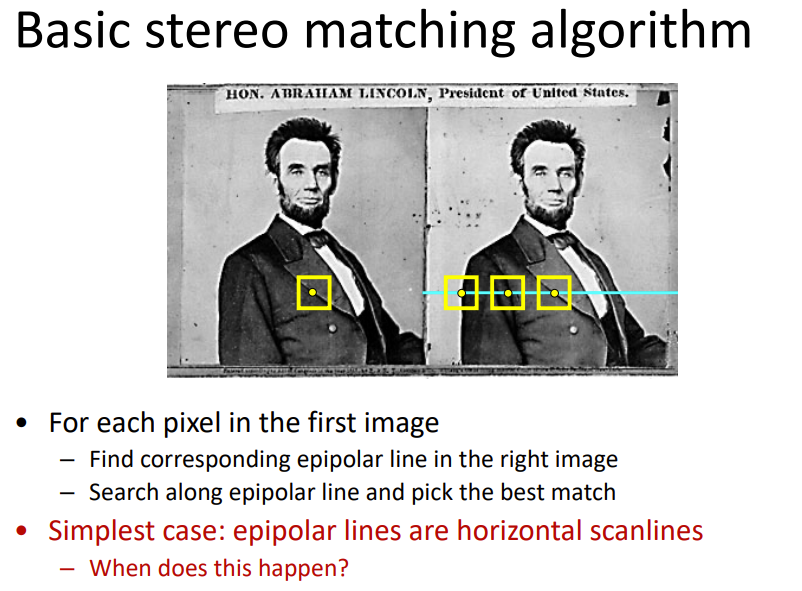 Basic stereo matching algorithm
HON. ABRAHAM LINCOLN, President of United States.
• For each pixel in the first image
– Find corresponding epipolar line in the right image
– Search along epipolar line and pick the best match
• Simplest case: epipolar lines are horizontal scanlines
– When does this happen?